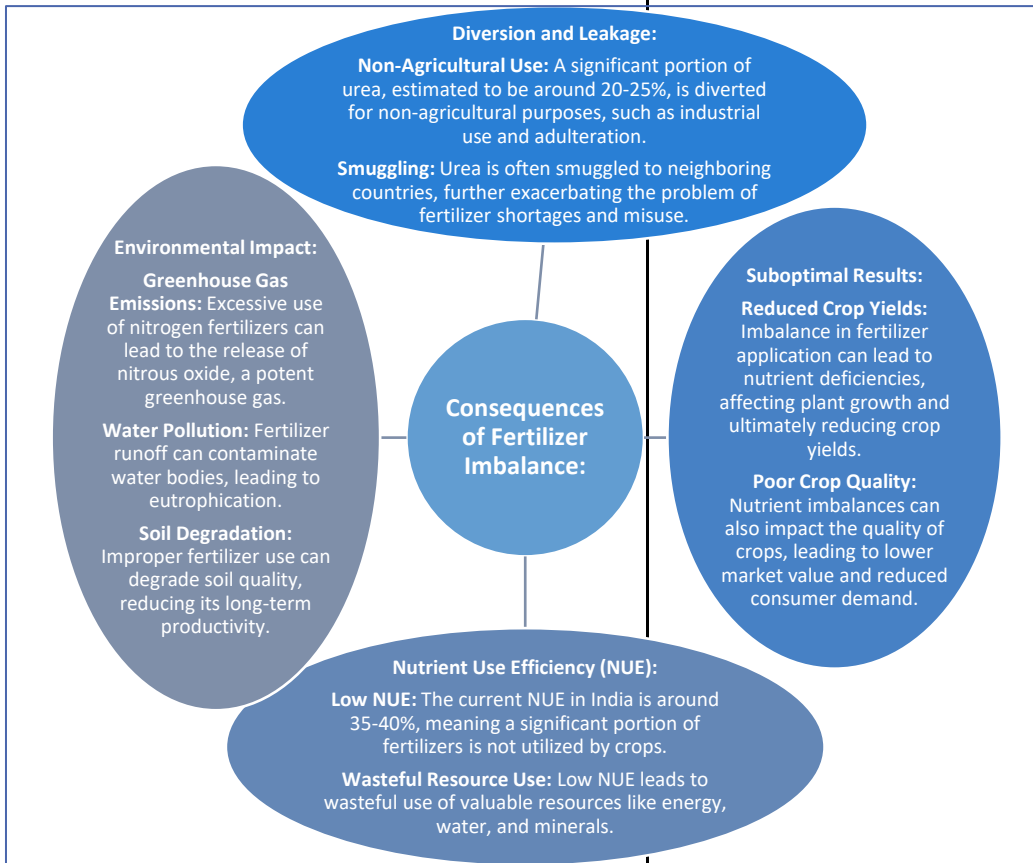 Diversion and Leakage:
Non-Agricultural Use: A significant portion of
urea, estimated to be around 20-25%, is diverted
for non-agricultural purposes, such as industrial
use and adulteration.
Smuggling: Urea is often smuggled to neighboring
countries, further exacerbating the problem of
fertilizer shortages and misuse.
Environmental Impact:
Greenhouse Gas
Emissions: Excessive use
of nitrogen fertilizers can
lead to the release of
nitrous oxide, a potent
greenhouse gas.
Water Pollution: Fertilizer
runoff can contaminate
water bodies, leading to
eutrophication.
Soil Degradation:
Improper fertilizer use can
degrade soil quality,
reducing its long-term
productivity.
Consequences
of Fertilizer
Imbalance:
Suboptimal Results:
Reduced Crop Yields:
Imbalance in fertilizer
application can lead to
nutrient deficiencies,
affecting plant growth and
ultimately reducing crop
yields.
Poor Crop Quality:
Nutrient imbalances can
also impact the quality of
crops, leading to lower
market value and reduced
consumer demand.
Nutrient Use Efficiency (NUE):
Low NUE: The current NUE in India is around
35-40%, meaning a significant portion of
fertilizers is not utilized by crops.
Wasteful Resource Use: Low NUE leads to
wasteful use of valuable resources like energy,
water, and minerals.